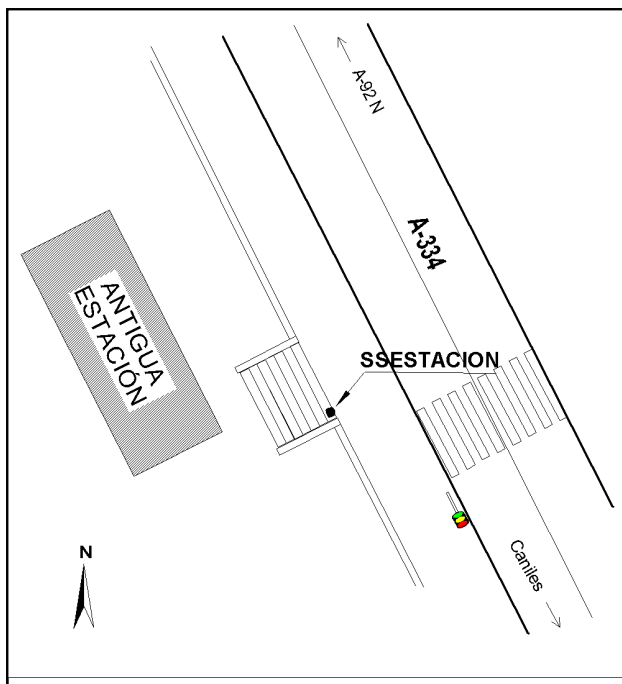 A-92 N
A-334
ANTIGUA
ESTACIÓN
SSESTACION
N
Caniles